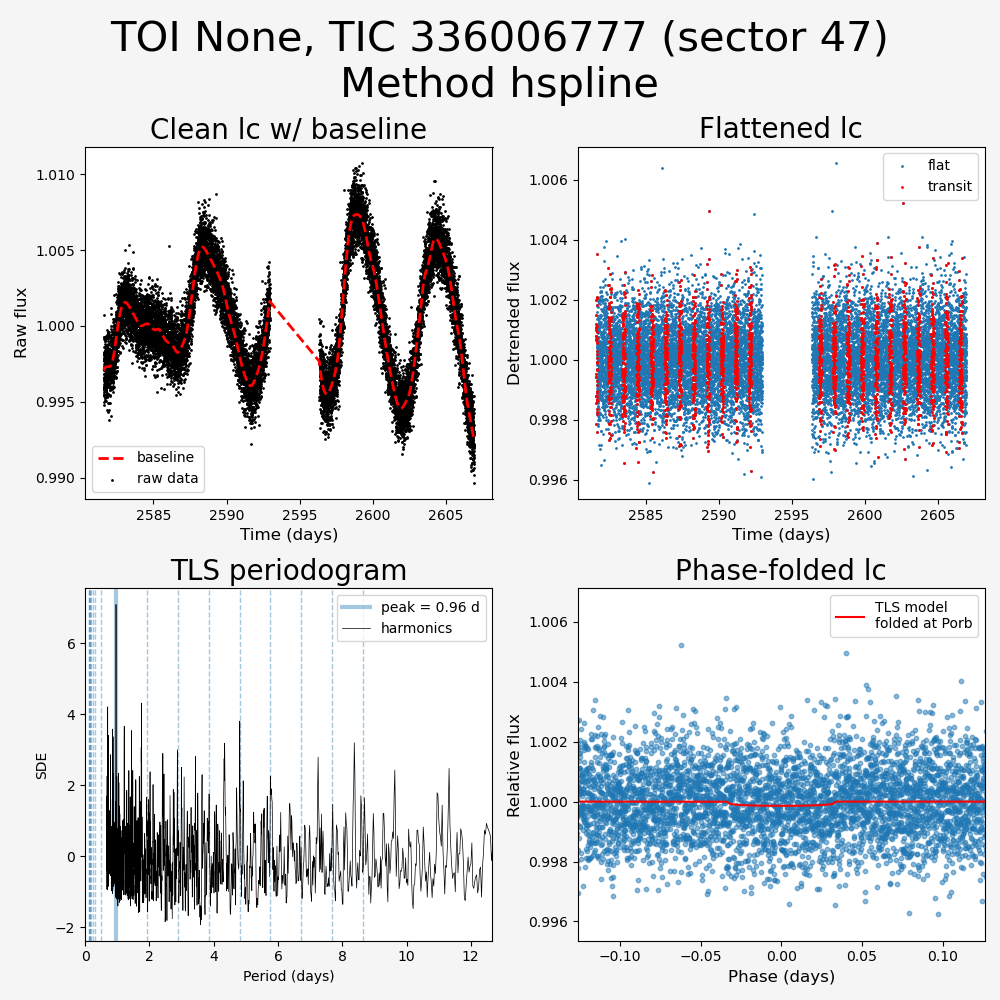 TOI None, TIC 336006777 (sector 47)
Method hspline
Clean lc w/ baseline
Raw flux
1.010
1.005
1.000
0.995
0.990
baseline
raw data
2585
2590
2595
2600
2605
Time (days)
Flattened lc
Detrended flux
1.006
1.004
1.002
1.000
0.998
0.996
flat
transit
2585
2590
2595
2600
2605
Time (days)
TLS periodogram
SDE
6
4
2
0
−2
peak = 0.96 d
harmonics
0
2
4
6
8
10
12
Period (days)
Phase-folded lc
Relative flux
1.006
1.004
1.002
1.000
0.998
0.996
TLS model
folded at Porb
−0.10
−0.05
0.00
0.05
0.10
Phase (days)